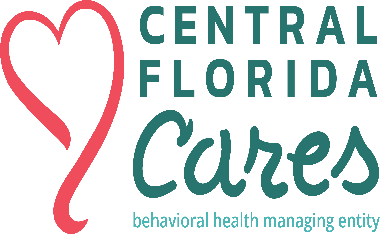 CENTRAL
FLORIDA
Cares
behavioral health managing entity